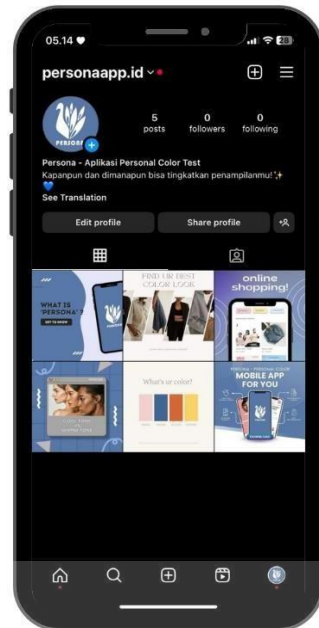 05.14
28
personaapp.id
PERSONA
5
posts
0
followers
0
following
Persona - Aplikasi Personal Color Test
Kapanpun dan dimanapun bisa tingkatkan penampilanmu!✨
💙
See Translation
Edit profile
Share profile
WHAT IS
'PERSONA'?
FIND UR BEST
COLOR LOOK
online
shopping!
What's ur color?
PERSONA - PERSONAL COLOR
MOBILE APP
FOR YOU